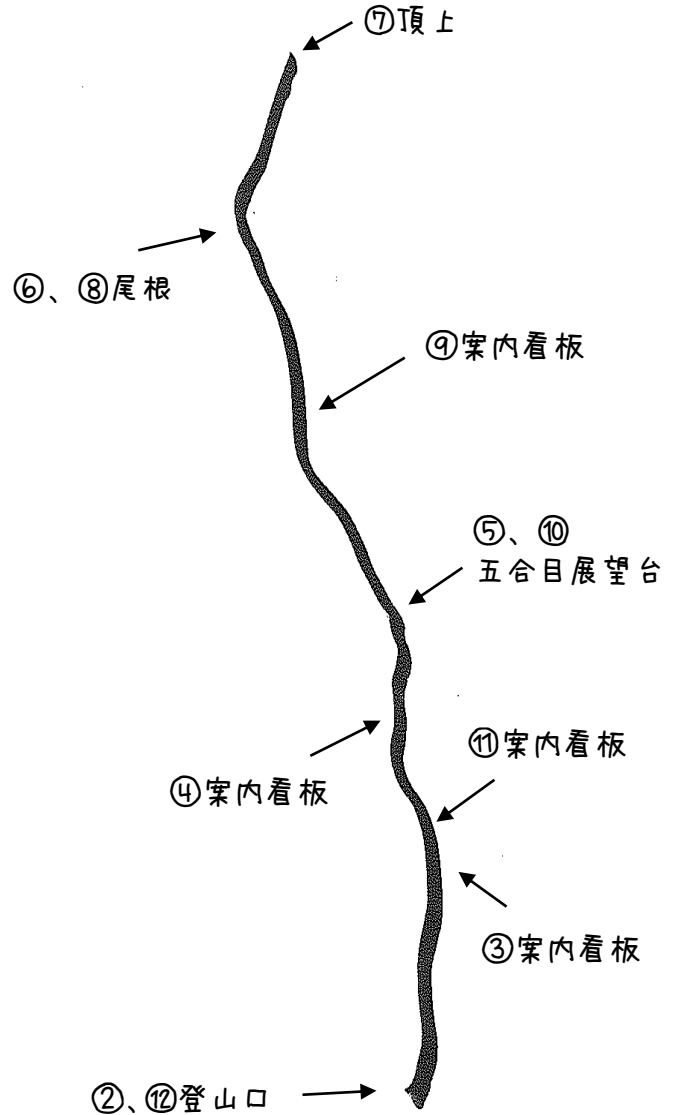 ⑦頂上
⑥、⑧尾根
⑨案内看板
⑤、⑩
五合目展望台
⑪案内看板
④案内看板
③案内看板
②、⑫登山口